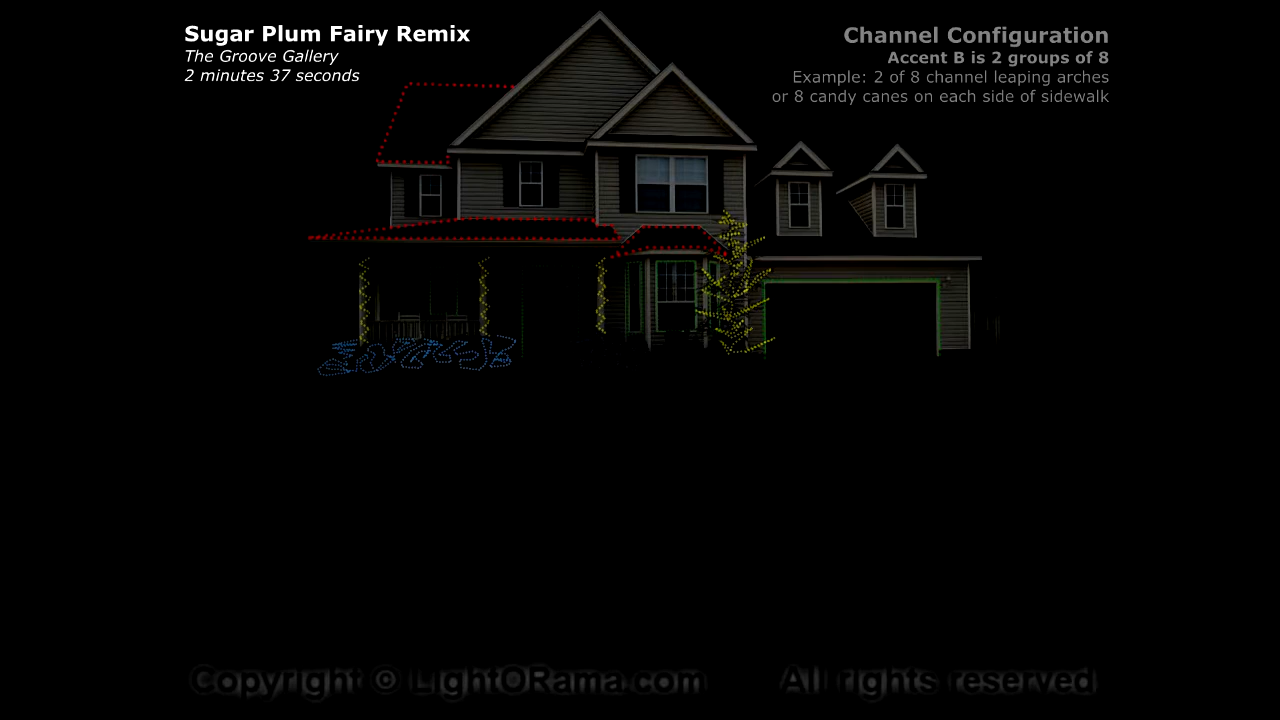 Sugar Plum Fairy Remix
The Groove Gallery
2 minutes 37 seconds
Channel Configuration
Accent B is 2 groups of 8
Example: 2 of 8 channel leaping arches
or 8 candy canes on each side of sidewalk
Copyright © LightORama.com All rights reserved